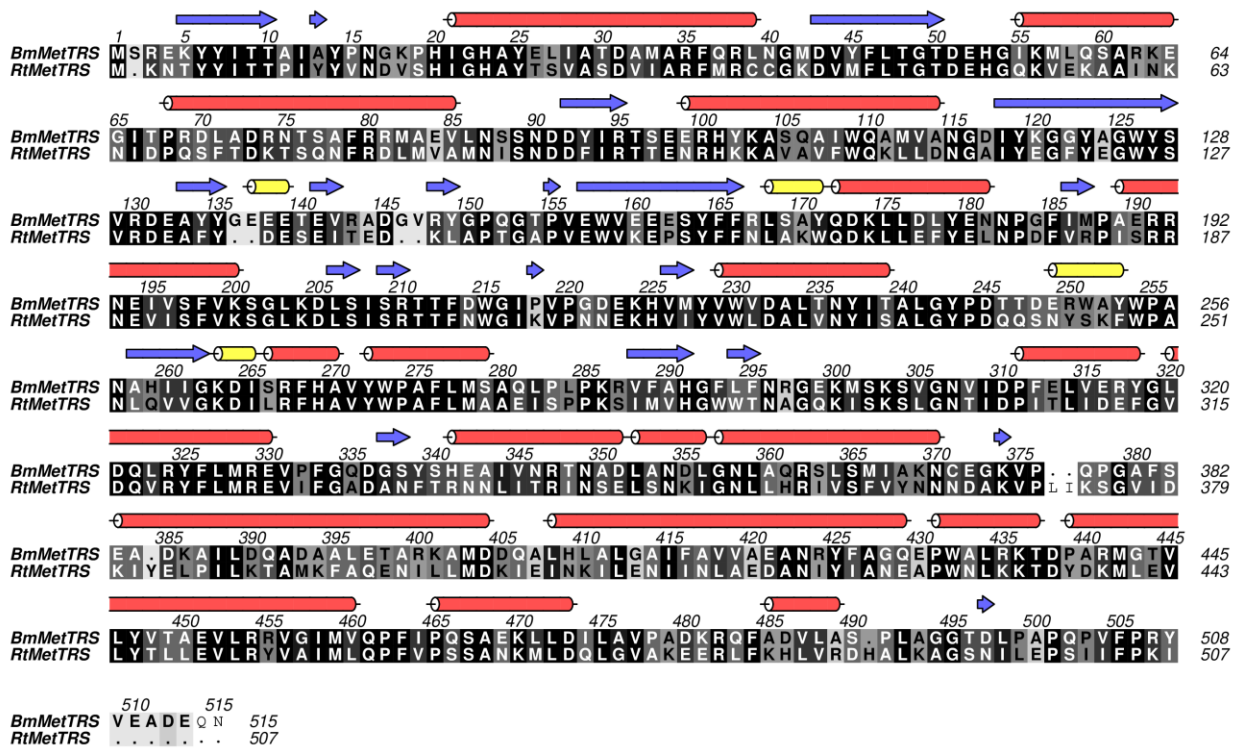 1 5 10 15 20 25 30 35 40 45 50 55 60
BmMetTRS MSREKYYITTAIAYPNGKPHIGHAYELIATDAMARFQRLNGMDVYFLTGTDEHGIKMLQSARKE 64
RtMetTRS M.KNTYYITTPIYYVNDVSHIGHAYTSVASDVIARFMRCCGKDVMFLTGTDEHGQKVEKAAINK 63
65 70 75 80 85 90 95 100 105 110 115 120 125
BmMetTRS GITPRDLADRNTSAFRRMAEVLNSSNDDYIRTSEERHYKASQAIWQAMVANGDIYKGGYAGWYS 128
RtMetTRS NIDPQSFTDKTSQNFRDLMVAMNISNDDFIRTTENRHKKAVAVFWQKLLDNGAIYEGFYEGWYS 127
130 135 140 145 150 155 160 165 170 175 180 185 190
BmMetTRS VRDEAYYGEEETEVRADGVRYGPQGTPVEWVEEESYFFRLSAYQDKLLDLYENNPGFIMPAERR 192
RtMetTRS VRDEAFY..DESEITED..KLAPTGAPVEWVKEPSYFFNLAKWQDKLLEFYELNPDFVRPISRR 187
195 200 205 210 215 220 225 230 235 240 245 250 255
BmMetTRS NEIVSFVKSGLKDLSISRTTFDWGIPVPGDEKHVMYVWVDALTNYITALGYPDTTDERWAYWPA 256
RtMetTRS NEVISFVKSGLKDLSISRTTFNWGIKVPNNEKHVIYVWLDALVNYISALGYPDQQSNYSKFWPA 251
260 265 270 275 280 285 290 295 300 305 310 315 320
BmMetTRS NAHIIGKDISRFHAVYWPAFLMSAQLPLPKRVFAHGFLFNRGEKMSKSVGNVIDPFELVERYGL 320
RtMetTRS NLQVVGKDILRFHAVYWPAFLMAAEISPPKSIMVHGWWTNAGQKISKSLGNTIDPITLIDEFGV 315
325 330 335 340 345 350 355 360 365 370 375 380
BmMetTRS DQLRYFLMREVPFGQDGSYSHEAIVNRTNADLANDLGNLAQRSLSMIAKNCEGKVP..QPGAFS 382
RtMetTRS DQVRYFLMREVIFGADANFTRNNLITRINSELSNKIGNLLHRIVSFVYNNNDAKVPLIKSGVID 379
385 390 395 400 405 410 415 420 425 430 435 440 445
BmMetTRS EA.DKAILDQADAALETARKAMDDQALHLALGAIFAVVAEANRYFAGQEPWALRKTDPARMGTV 445
RtMetTRS KIYELPILKTAMKFAQENILLMDKIEINKILENIINLAEDANIYIANEAPWNLKKTDYDKMLEV 443
450 455 460 465 470 475 480 485 490 495 500 505
BmMetTRS LYVTAEVLRRVGIMVQPFIPQSAEKLLDILAVPADKRQFADVLAS.PLAGGTDLPAPQPVFPRY 508
RtMetTRS LYTLLEVLRYVAIMLQPFVPSSANKMLDQLGVAKEERLFKHLVRDHALKAGSNILEPSIIFPKI 507
510 515
BmMetTRS VEADEQN 515
RtMetTRS ....... 507